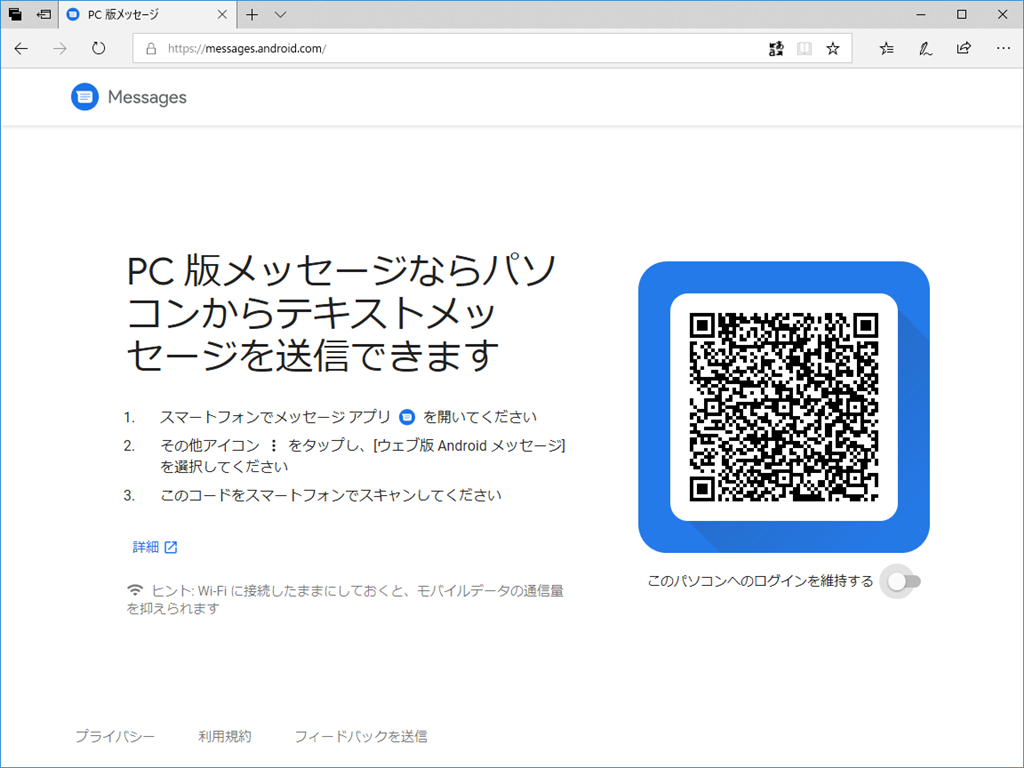 PC 版メッセージ
https://messages.android.com/
Messages
PC 版メッセージならパソ
コンからテキストメッ
セージを送信できます
1. スマートフォンでメッセージ アプリ を開いてください
2. その他アイコン ⋮ をタップし、[ウェブ版 Android メッセージ]
を選択してください
3. このコードをスマートフォンでスキャンしてください
詳細
ヒント: Wi-Fi に接続したままにしておくと、モバイルデータの通信量
を抑えられます
このパソコンへのログインを維持する
プライバシー 利用規約 フィードバックを送信